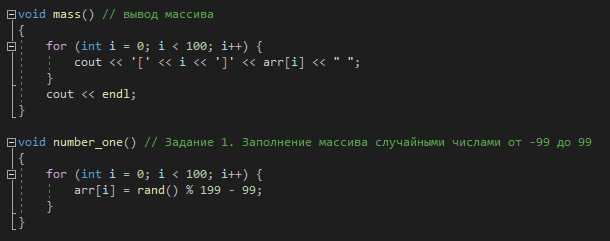 void mass() // вывод массива
{
    for (int i = 0; i < 100; i++) {
        cout << '[' << i << ']' << arr[i] << " ";
    }
    cout << endl;
}
void number_one() // Задание 1. Заполнение массива случайными числами от -99 до 99
{
    for (int i = 0; i < 100; i++) {
        arr[i] = rand() % 199 - 99;
    }
}